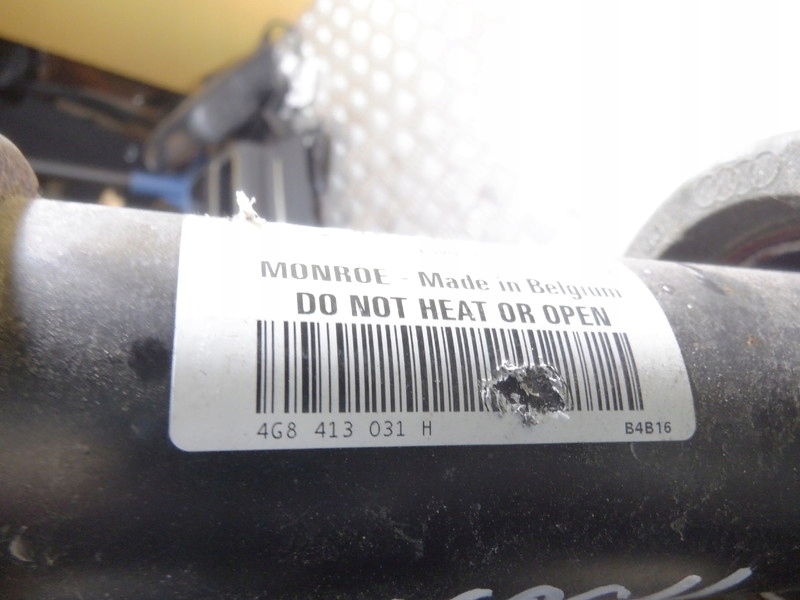 MONROE - Made in Belgium
DO NOT HEAT OR OPEN
4G8 413 031 H
B4B16